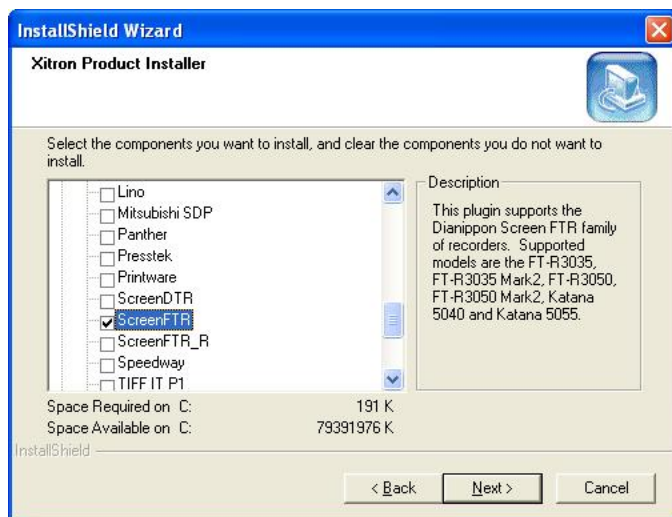 InstallShield Wizard
Xitron Product Installer
Select the components you want to install, and clear the components you do not want to
install.
Lino
Mitsubishi SDP
Panther
Presstek
Printware
ScreenDTR
ScreenFTR
ScreenFTR_R
Speedway
TIFF IT P1
Description
This plugin supports the
Dianippon Screen FTR family
of recorders. Supported
models are the FT-R3035,
FT-R3035 Mark2, FT-R3050,
FT-R3050 Mark2, Katana
5040 and Katana 5055.
Space Required on C: 191 K
Space Available on C: 79391976 K
InstallShield
< Back Next > Cancel